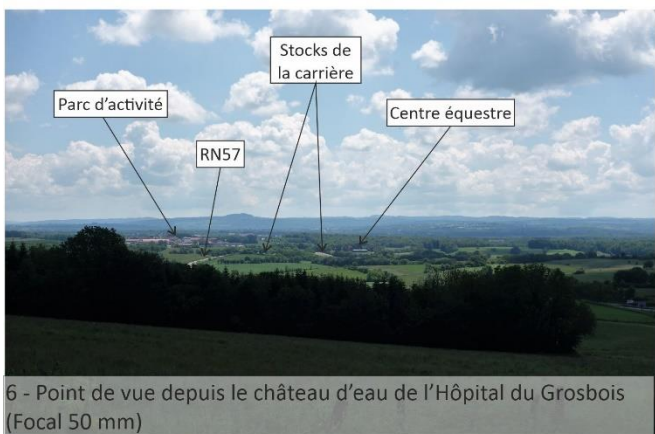 Stocks de
la carrière
Parc d'activité
Centre équestre
RN57
6 - Point de vue depuis le château d'eau de l'Hôpital du Grosbois
(Focal 50 mm)